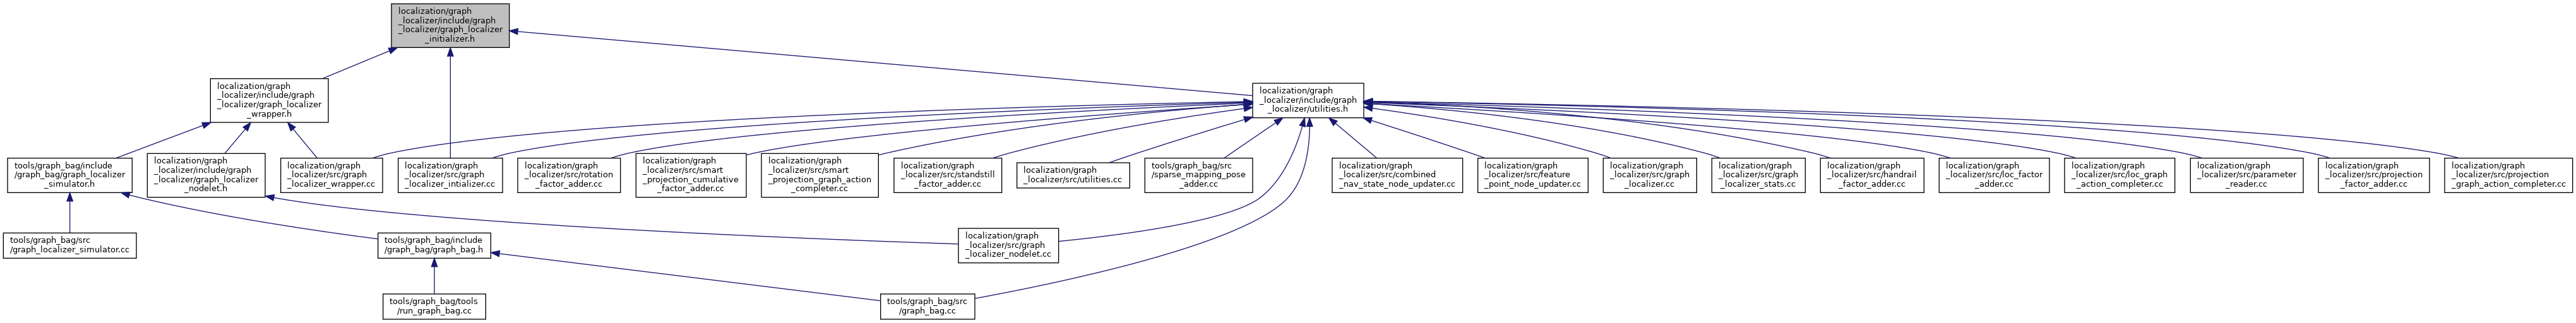 localization/graph
_localizer/include/graph
_localizer/graph_localizer
_initializer.h
localization/graph
_localizer/include/graph
_localizer/graph_localizer
_wrapper.h
localization/graph
_localizer/include/graph
_localizer/utilities.h
tools/graph_bag/include
/graph_bag/graph_localizer
_simulator.h
localization/graph
_localizer/include/graph
_localizer/graph_localizer
_nodelet.h
localization/graph
_localizer/src/graph
_localizer_wrapper.cc
localization/graph
_localizer/src/graph
_localizer_intializer.cc
localization/graph
_localizer/src/rotation
_factor_adder.cc
localization/graph
_localizer/src/smart
_projection_cumulative
_factor_adder.cc
localization/graph
_localizer/src/smart
_projection_graph_action
_completer.cc
localization/graph
_localizer/src/standstill
_factor_adder.cc
localization/graph
_localizer/src/utilities.cc
tools/graph_bag/src
/sparse_mapping_pose
_adder.cc
localization/graph
_localizer/src/combined
_nav_state_node_updater.cc
localization/graph
_localizer/src/feature
_point_node_updater.cc
localization/graph
_localizer/src/graph
_localizer.cc
localization/graph
_localizer/src/graph
_localizer_stats.cc
localization/graph
_localizer/src/handrail
_factor_adder.cc
localization/graph
_localizer/src/loc_factor
_adder.cc
localization/graph
_localizer/src/loc_graph
_action_completer.cc
localization/graph
_localizer/src/parameter
_reader.cc
localization/graph
_localizer/src/projection
_factor_adder.cc
localization/graph
_localizer/src/projection
_graph_action_completer.cc
tools/graph_bag/src
/graph_localizer_simulator.cc
tools/graph_bag/include
/graph_bag/graph_bag.h
localization/graph
_localizer/src/graph
_localizer_nodelet.cc
tools/graph_bag/tools
/run_graph_bag.cc
tools/graph_bag/src
/graph_bag.cc